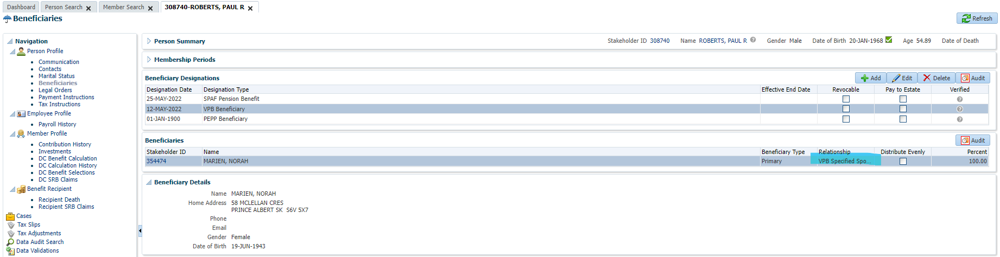 Dashboard Person Search Member Search 308740-ROBERTS, PAUL R
Beneficiaries
Refresh
Navigation
Person Profile
Communication
Contacts
Marital Status
Beneficiaries
Legal Orders
Payment Instructions
Tax Instructions
Employee Profile
Payroll History
Member Profile
Contribution History
Investments
DC Benefit Calculation
DC Calculation History
DC Benefit Selections
DC SRB Claims
Benefit Recipient
Recipient Death
Recipient SRB Claims
Cases
Tax Slips
Tax Adjustments
Data Audit Search
Data Validations
Person Summary Stakeholder ID 308740 Name ROBERTS, PAUL R Gender Male Date of Birth 20-JAN-1968 Age 54.89 Date of Death
Membership Periods
Beneficiary Designations Add Edit Delete Audit
Designation Date Designation Type Effective End Date Revocable Pay to Estate Verified
25-MAY-2022 SPAF Pension Benefit
12-MAY-2022 VPB Beneficiary
01-JAN-1900 PEPP Beneficiary
Beneficiaries Audit
Stakeholder ID Name Beneficiary Type Relationship Distribute Evenly Percent
354474 MARIEN, NORAH Primary VPB Specified Spo... 100.00
Beneficiary Details
Name MARIEN, NORAH
Home Address 58 MCLELLAN CRES
PRINCE ALBERT SK S6V 5X7
Phone
Email
Gender Female
Date of Birth 19-JUN-1943